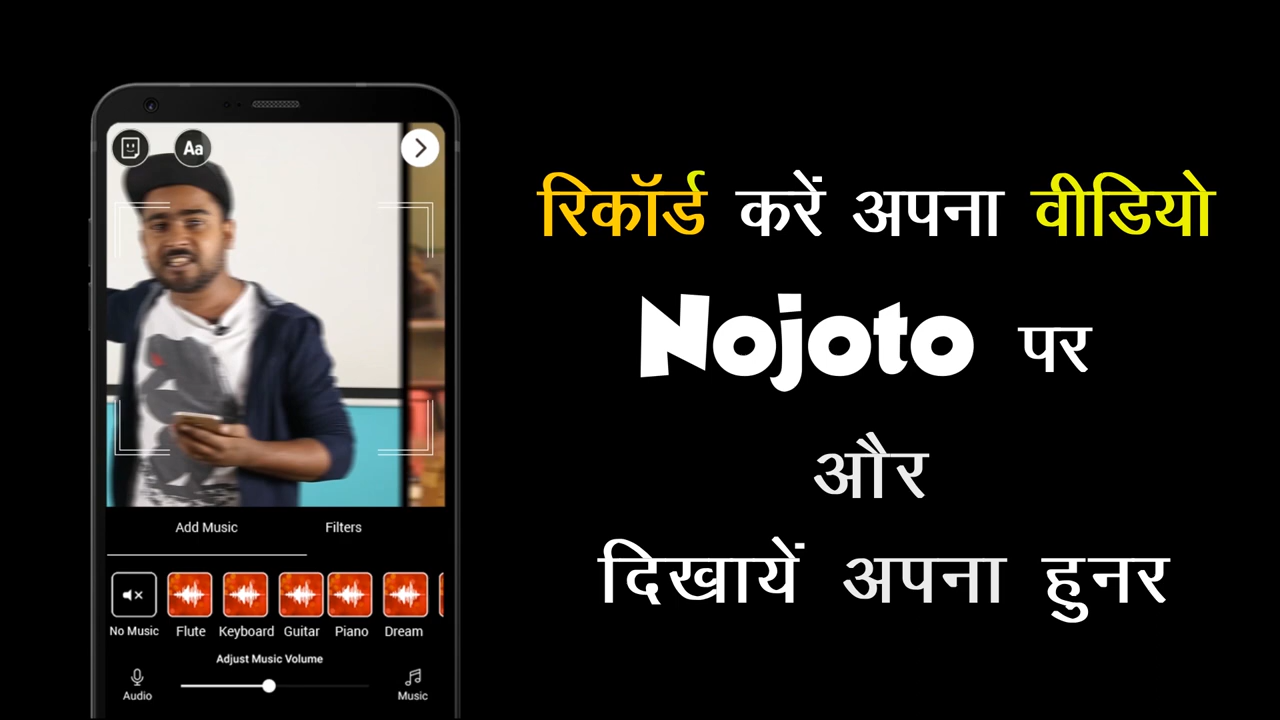 Aa
रिकॉर्ड करें अपना वीडियो
Nojoto पर
और
दिखायें अपना हुनर
Add Music Filters
No Music Flute Keyboard Guitar Piano Dream
Adjust Music Volume
Audio Music